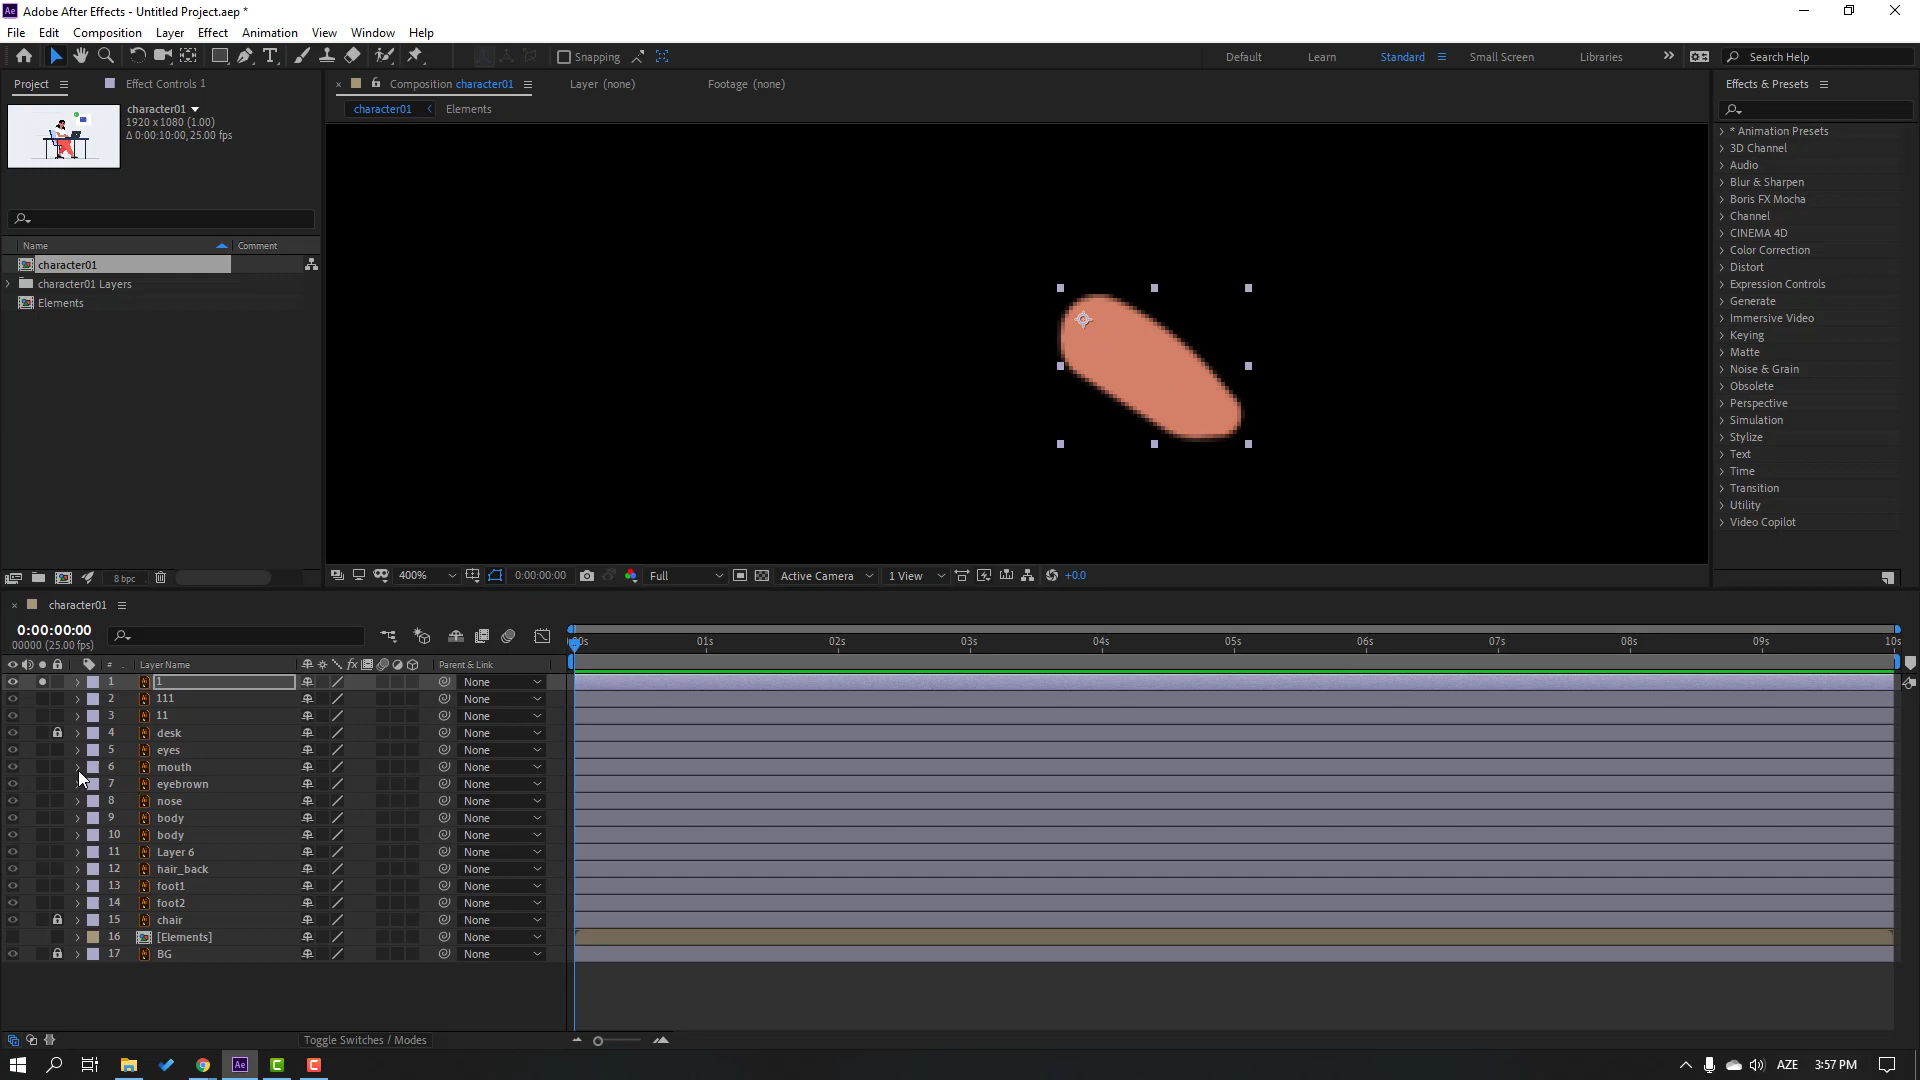 Adobe After Effects - Untitled Project.aep *
File Edit Composition Layer Effect Animation View Window Help
Snapping
Default Learn Standard Small Screen Libraries Search Help
Project Effect Controls 1
Composition character01 Layer (none) Footage (none)
Effects & Presets
character01 Elements
character01
1920 x 1080 (1.00)
Δ 0:00:10:00, 25.00 fps
Name Comment
character01
character01 Layers
Elements
* Animation Presets
3D Channel
Audio
Blur & Sharpen
Boris FX Mocha
Channel
CINEMA 4D
Color Correction
Distort
Expression Controls
Generate
Immersive Video
Keying
Matte
Noise & Grain
Obsolete
Perspective
Simulation
Stylize
Text
Time
Transition
Utility
Video Copilot
8 bpc
400% 0:00:00:00 Full Active Camera 1 View +0.0
character01
0:00:00:00
00000 (25.00 fps)
00s 01s 02s 03s 04s 05s 06s 07s 08s 09s 10s
# Layer Name fx Parent & Link
1 1 None
2 111 None
3 11 None
4 desk None
5 eyes None
6 mouth None
7 eyebrown None
8 nose None
9 body None
10 body None
11 Layer 6 None
12 hair_back None
13 foot1 None
14 foot2 None
15 chair None
16 [Elements] None
17 BG None
Toggle Switches / Modes
Ae AZE 3:57 PM